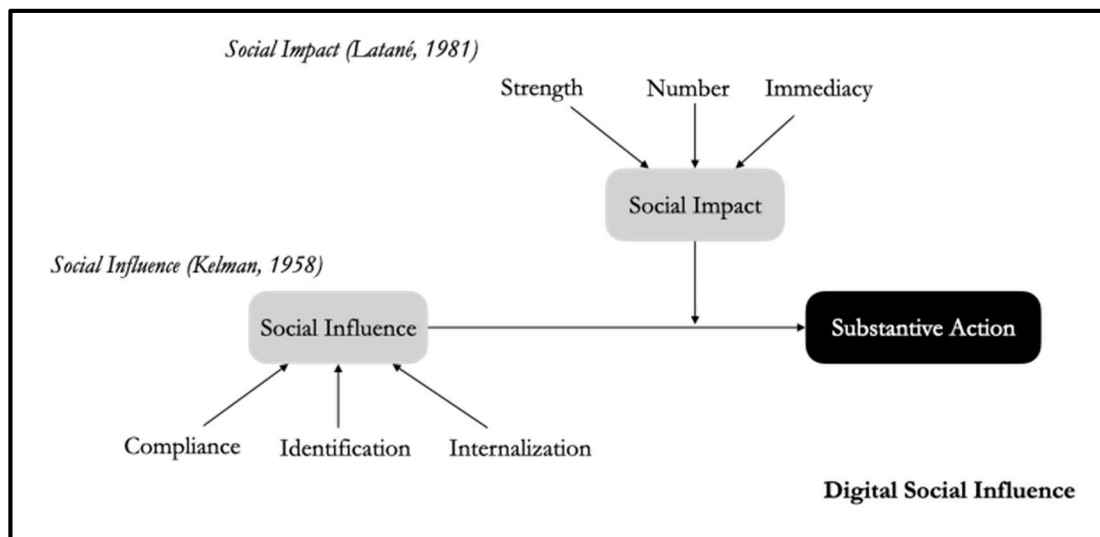 Social Impact (Latané, 1981)
Strength
Number
Immediacy
Social Impact
Social Influence (Kelman, 1958)
Social Influence
Substantive Action
Compliance
Identification
Internalization
Digital Social Influence